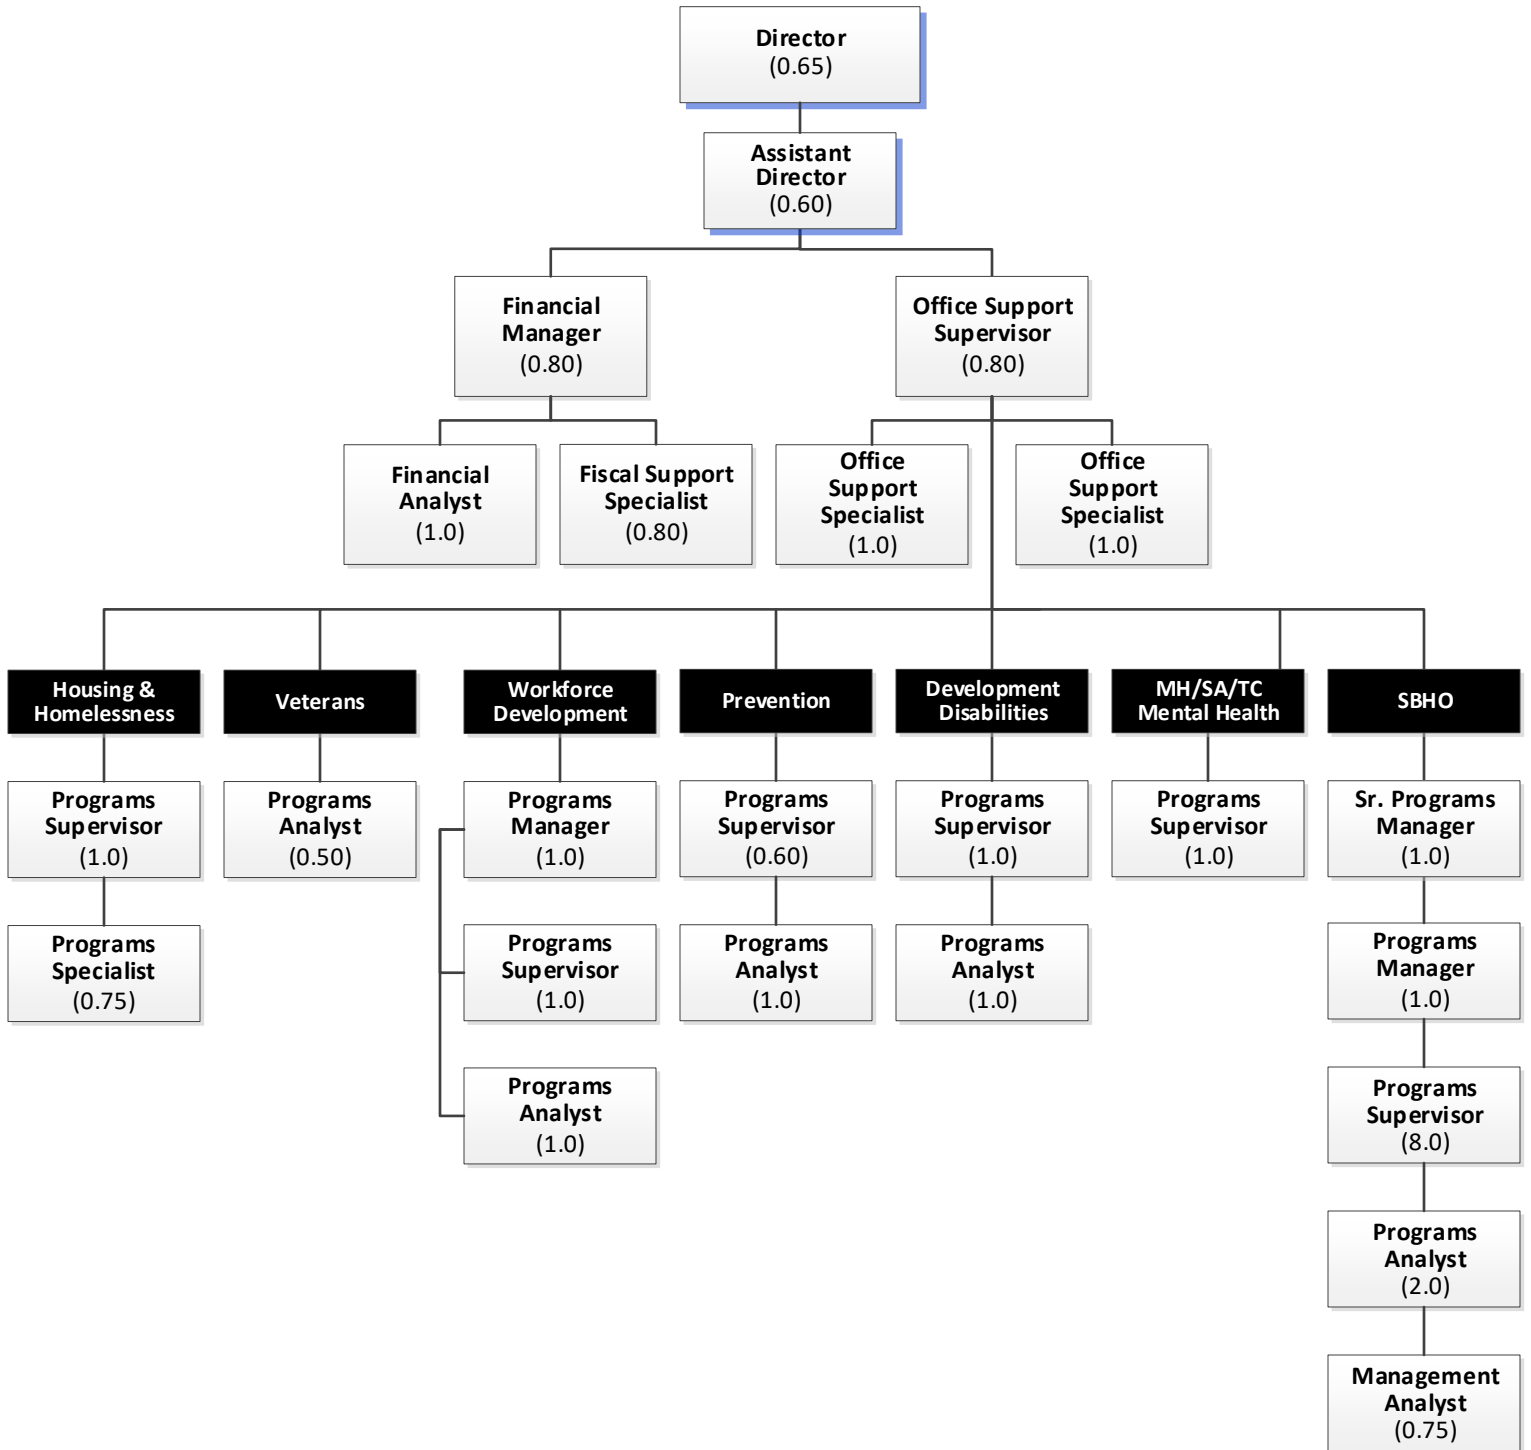 Director
(0.65)
Assistant
Director
(0.60)
Financial
Manager
(0.80)
Office Support
Supervisor
(0.80)
Financial
Analyst
(1.0)
Fiscal Support
Specialist
(0.80)
Office
Support
Specialist
(1.0)
Office
Support
Specialist
(1.0)
Housing &
Homelessness
Programs
Supervisor
(1.0)
Programs
Specialist
(0.75)
Veterans
Programs
Analyst
(0.50)
Workforce
Development
Programs
Manager
(1.0)
Programs
Supervisor
(1.0)
Programs
Analyst
(1.0)
Prevention
Programs
Supervisor
(0.60)
Programs
Analyst
(1.0)
Development
Disabilities
Programs
Supervisor
(1.0)
Programs
Analyst
(1.0)
MH/SA/TC
Mental Health
Programs
Supervisor
(1.0)
SBHO
Sr. Programs
Manager
(1.0)
Programs
Manager
(1.0)
Programs
Supervisor
(8.0)
Programs
Analyst
(2.0)
Management
Analyst
(0.75)